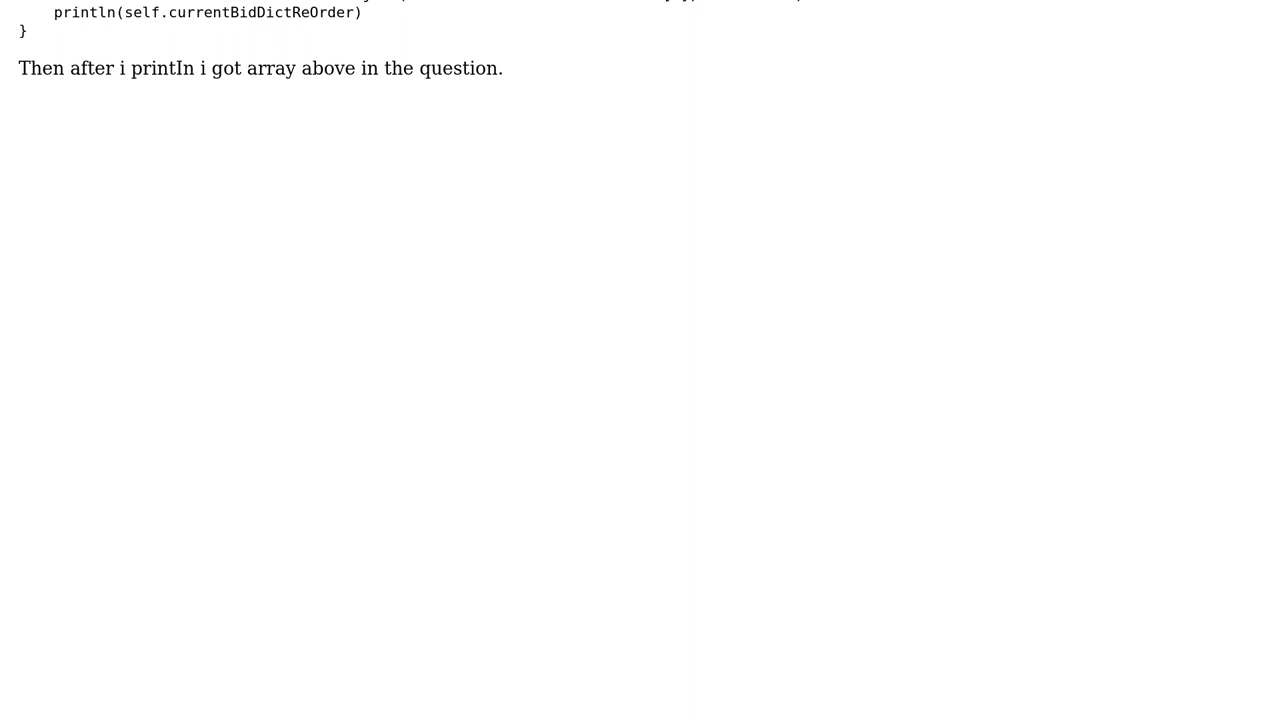 println(self.currentBidDictReOrder)
}
Then after i printIn i got array above in the question.